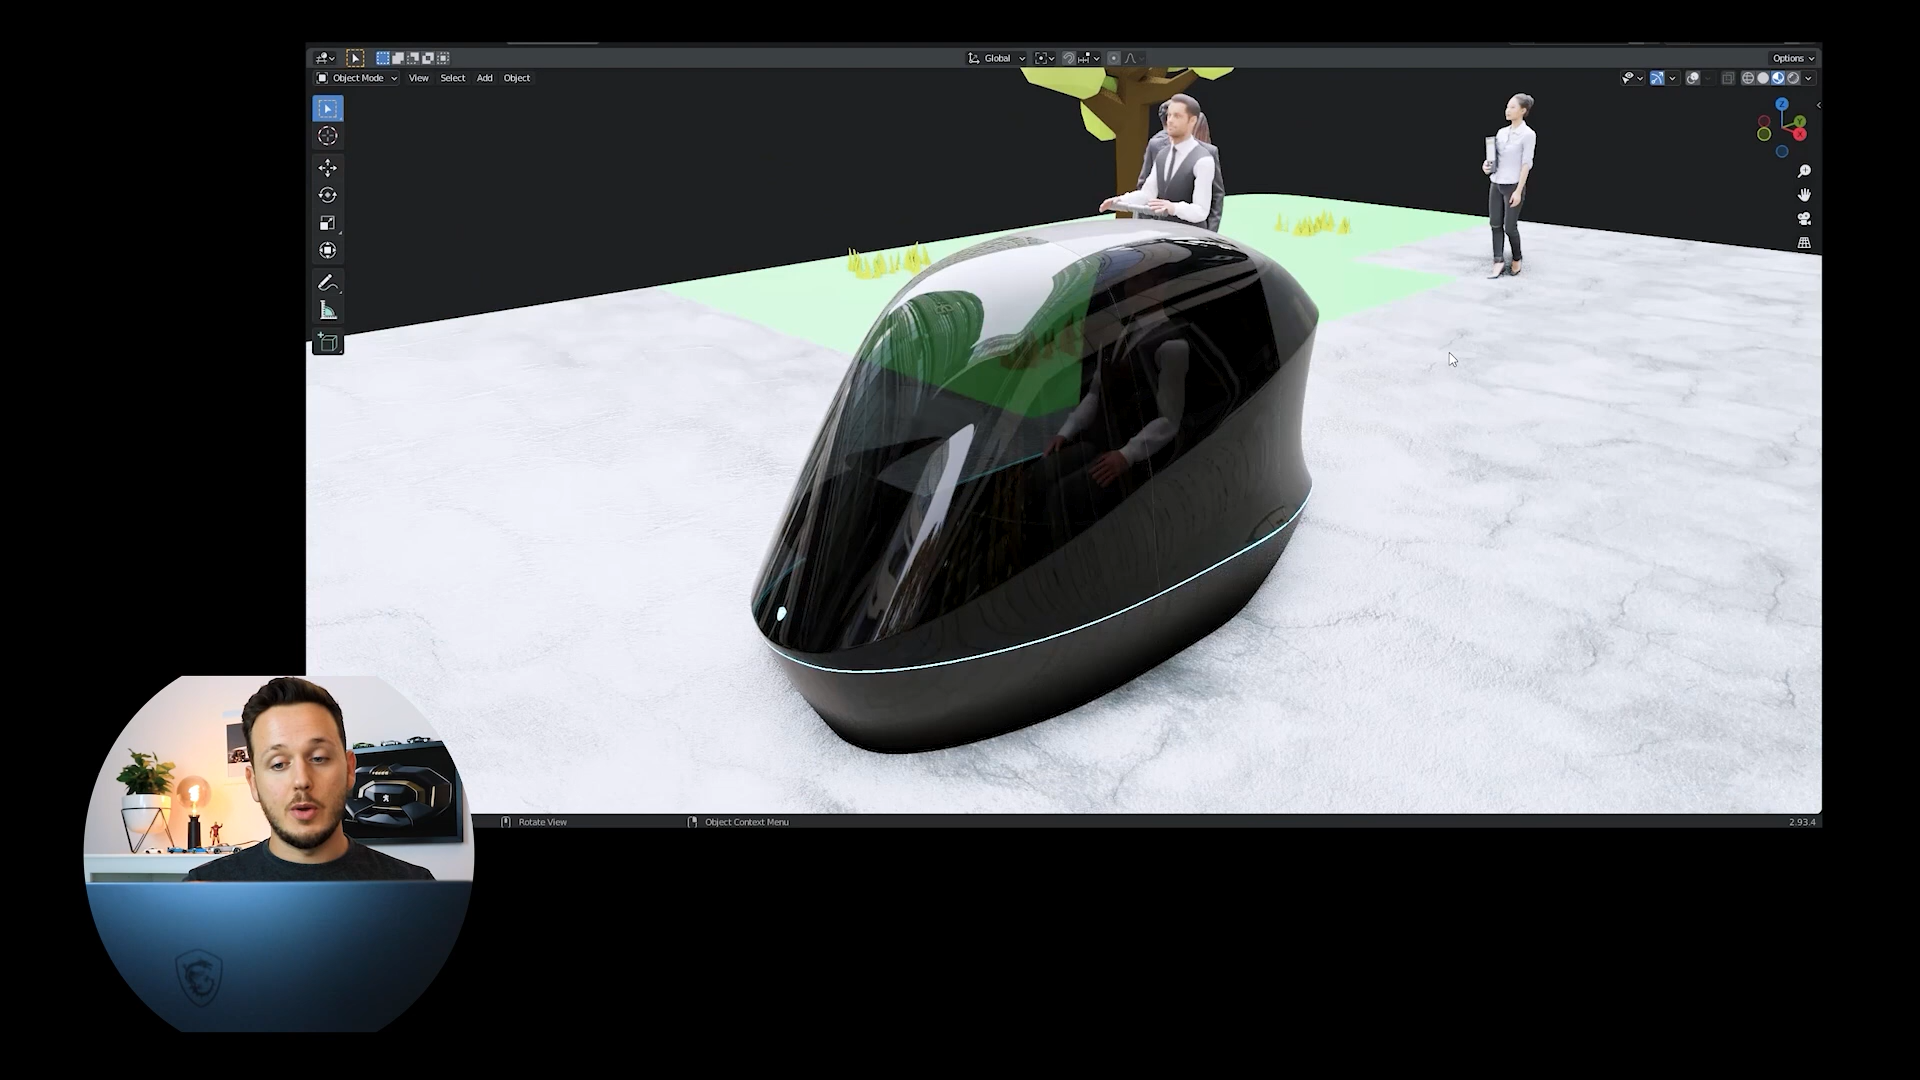 Global
Options
Object Mode
View
Select
Add
Object
Z
Y
X
Rotate View
Object Context Menu
2.93.4